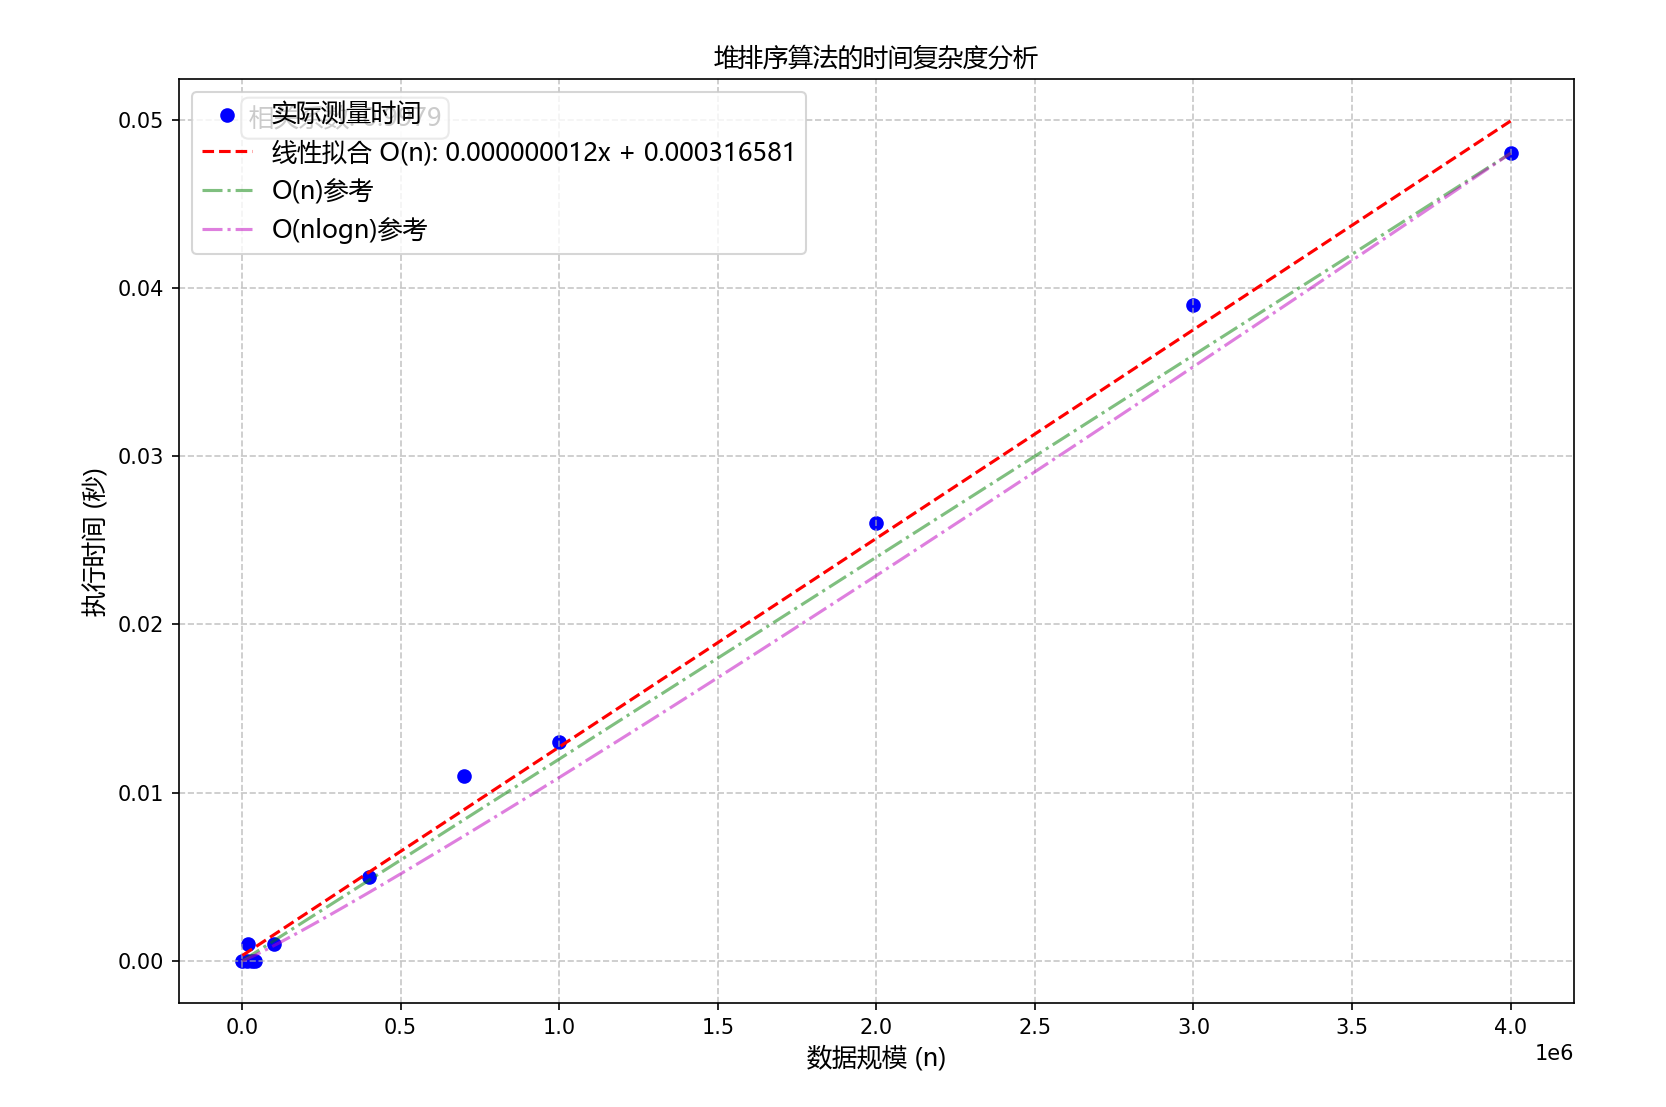 堆排序算法的时间复杂度分析
实际测量时间
线性拟合 O(n): 0.000000012x + 0.000316581
O(n)参考
O(nlogn)参考
0.05
0.04
0.03
0.02
0.01
0.00
执行时间 (秒)
0.0 0.5 1.0 1.5 2.0 2.5 3.0 3.5 4.0
1e6
数据规模 (n)